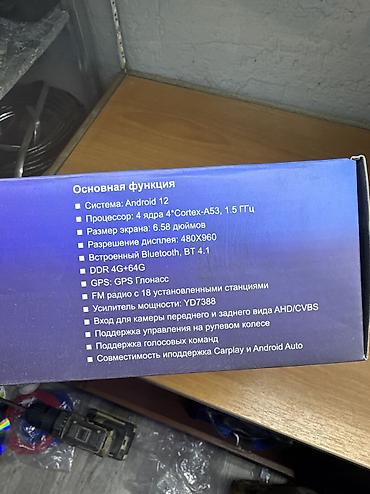 Основная функция
Система: Android 12
Процессор: 4 ядра 4*Cortex-A53, 1.5 ГГц
Размер экрана: 6.58 дюймов
Разрешение дисплея: 480X960
Встроенный Bluetooth, BT 4.1
DDR 4G+64G
GPS: GPS Глонасс
FM радио с 18 установленными станциями
Усилитель мощности: YD7388
Вход для камеры переднего и заднего вида AHD/CVBS
Поддержка управления на рулевом колесе
Поддержка голосовых команд
Совместимость иподдержка Carplay и Android Auto